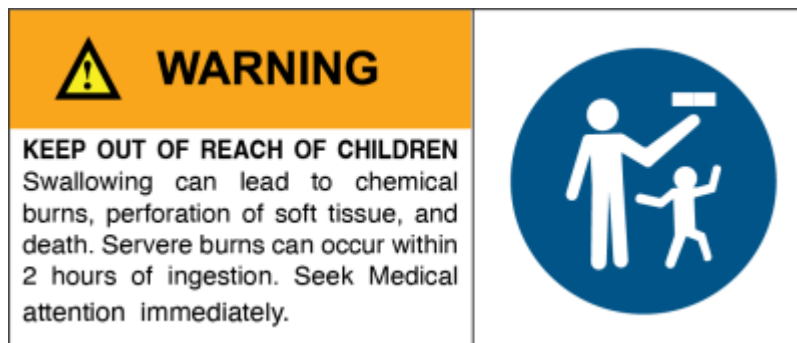 WARNING
KEEP OUT OF REACH OF CHILDREN
Swallowing can lead to chemical
burns, perforation of soft tissue, and
death. Servere burns can occur within
2 hours of ingestion. Seek Medical
attention immediately.